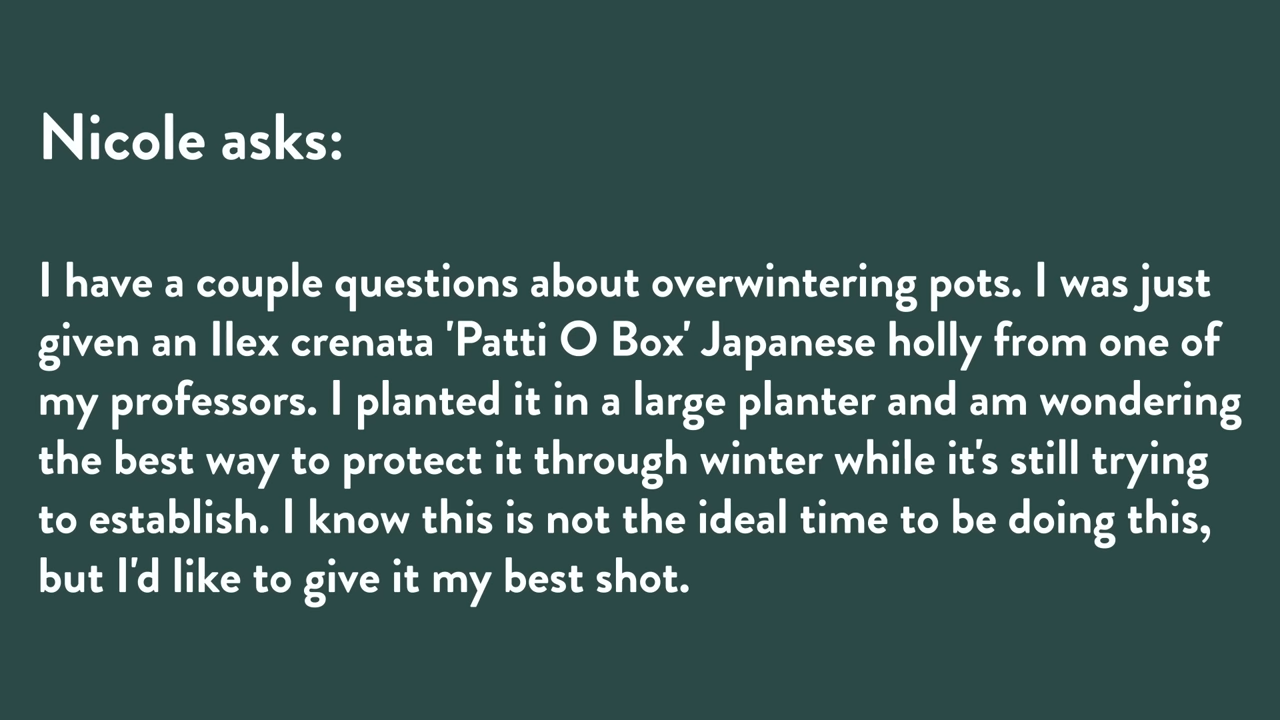 Nicole asks:
I have a couple questions about overwintering pots. I was just
given an Ilex crenata 'Patti O Box' Japanese holly from one of
my professors. I planted it in a large planter and am wondering
the best way to protect it through winter while it's still trying
to establish. I know this is not the ideal time to be doing this,
but I'd like to give it my best shot.